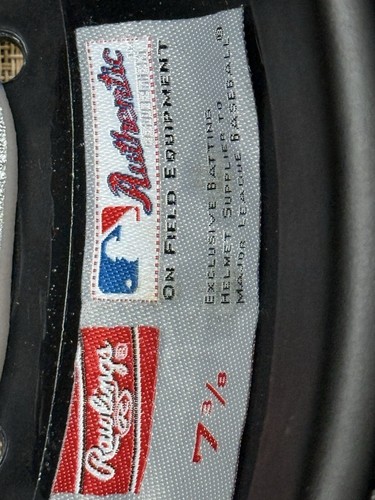 Rawlings®
7 3/8
Authentic
ON FIELD EQUIPMENT
EXCLUSIVE BATTING
HELMET SUPPLIER TO
MAJOR LEAGUE BASEBALL®